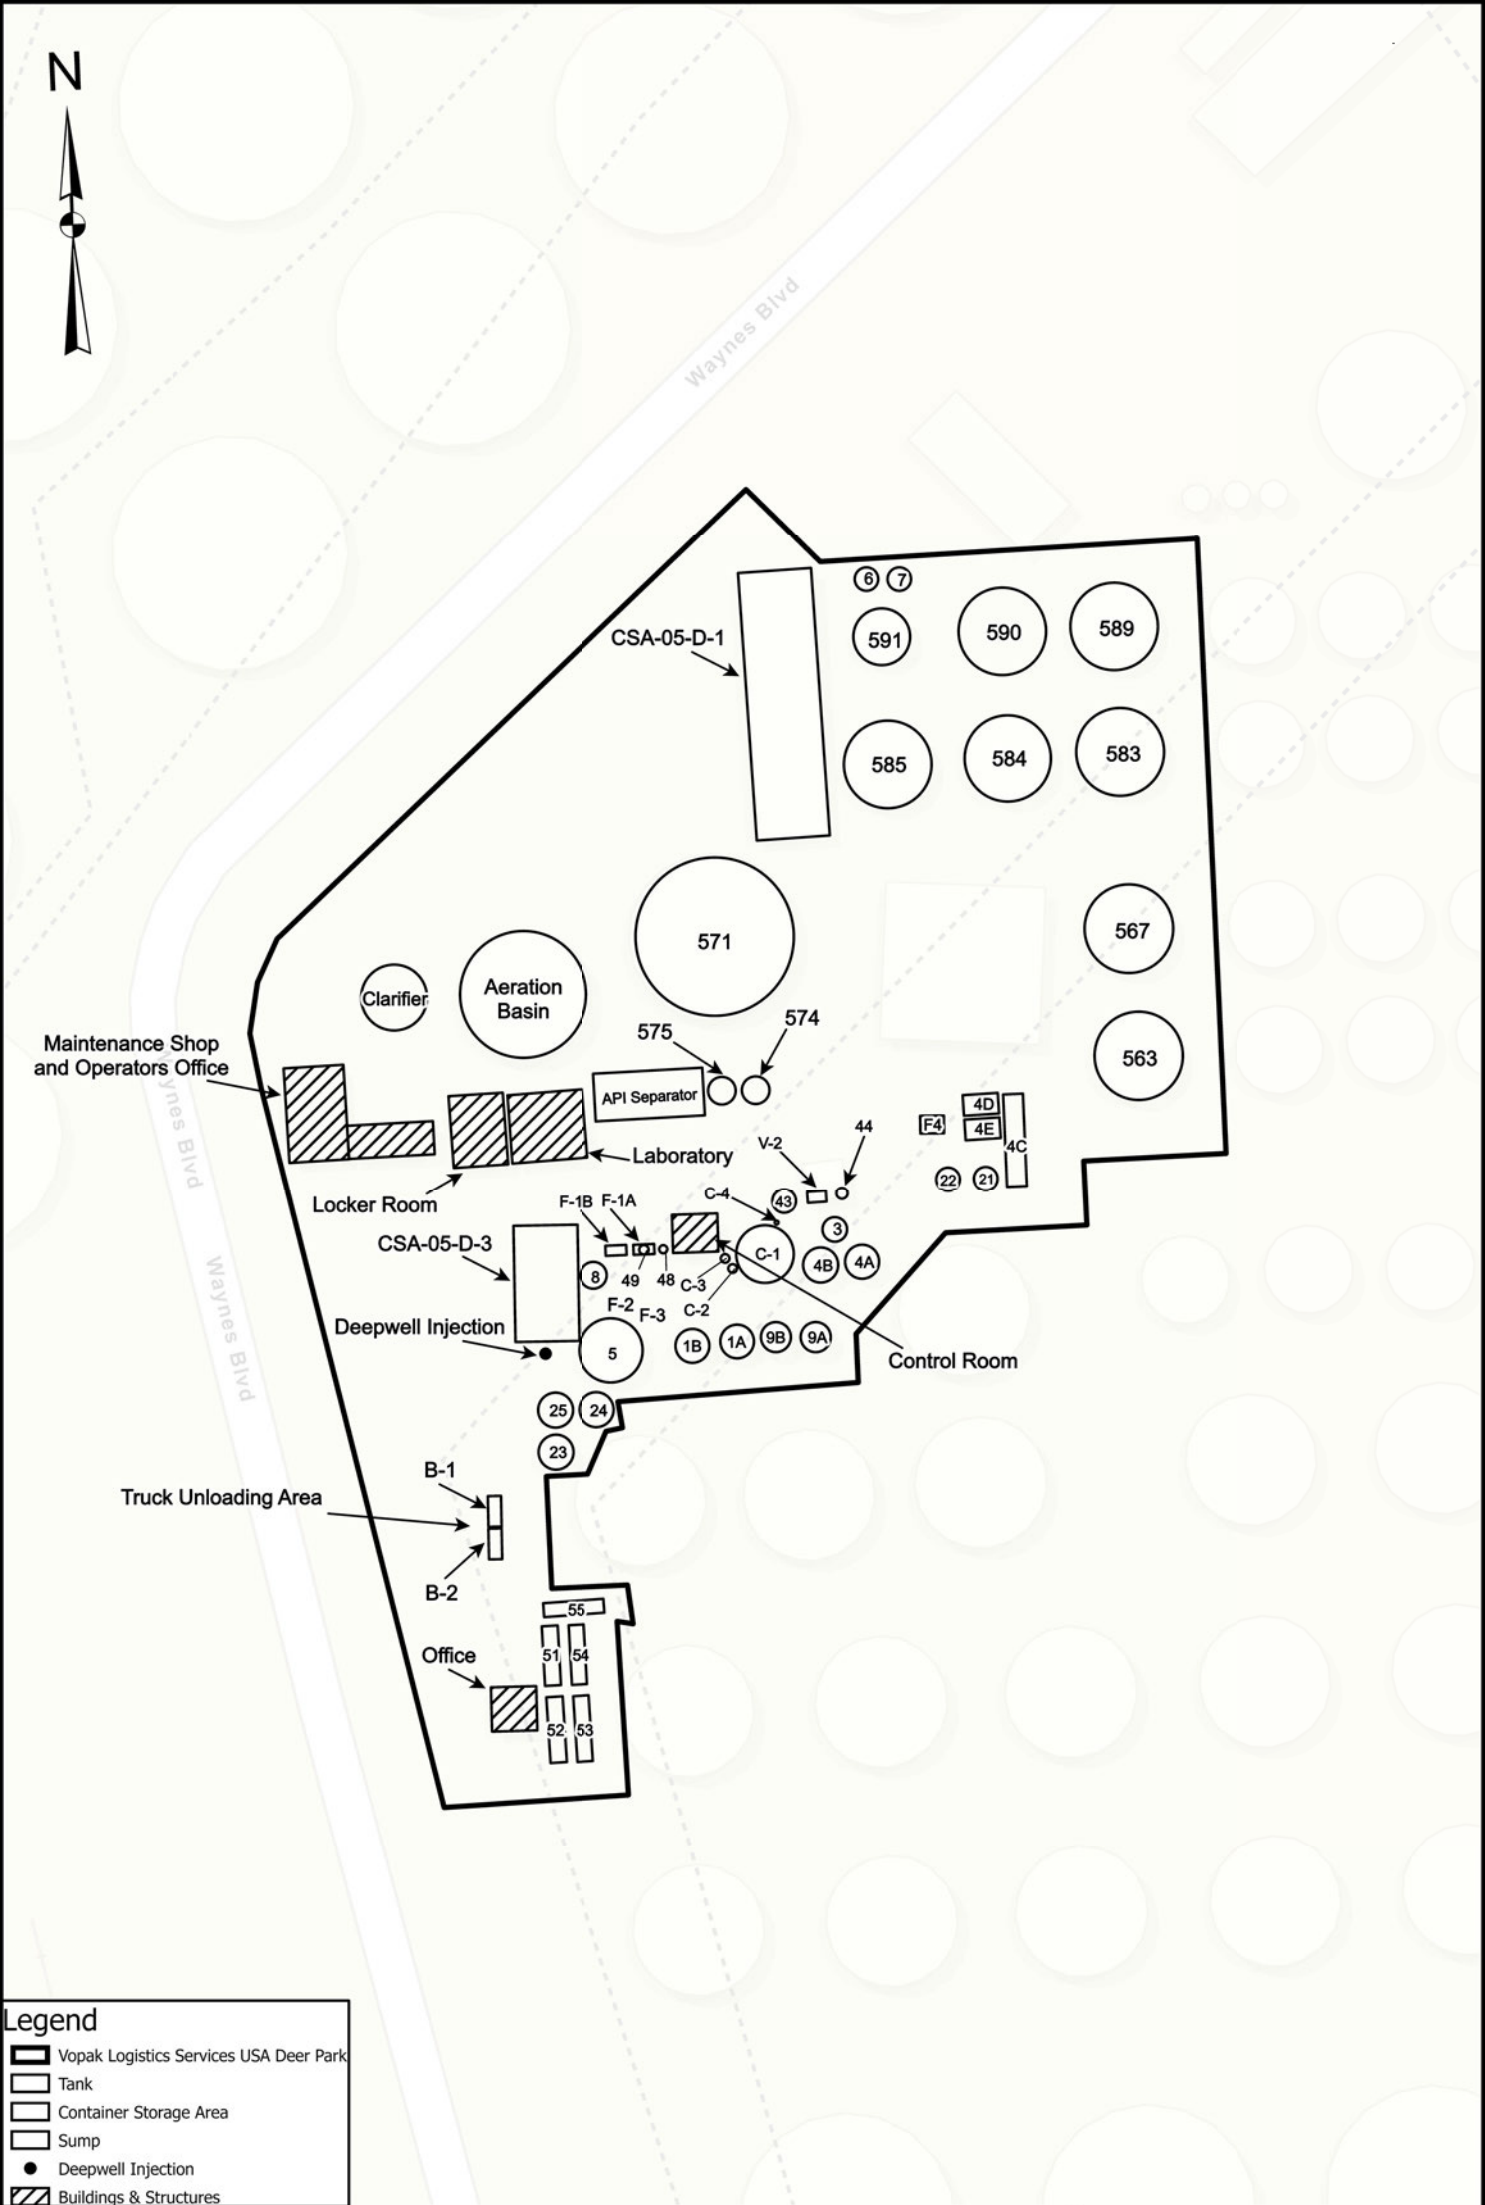 N
Waynes Blvd
6
7
CSA-05-D-1
591
590
589
585
584
583
571
567
Clarifier
Aeration
Basin
575
574
Maintenance Shop
and Operators Office
563
API Separator
4D
F4
4E
4C
44
V-2
Laboratory
22
21
Locker Room
F-1B
F-1A
C-4
43
3
Waynes Blvd
CSA-05-D-3
C-1
4B
4A
8
49
48
C-3
F-2
F-3
C-2
Deepwell Injection
5
1B
1A
9B
9A
Control Room
Waynes Blvd
25
24
23
B-1
Truck Unloading Area
B-2
55
Office
51
54
52
53
Legend
Vopak Logistics Services USA Deer Park
Tank
Container Storage Area
Sump
Deepwell Injection
Buildings & Structures